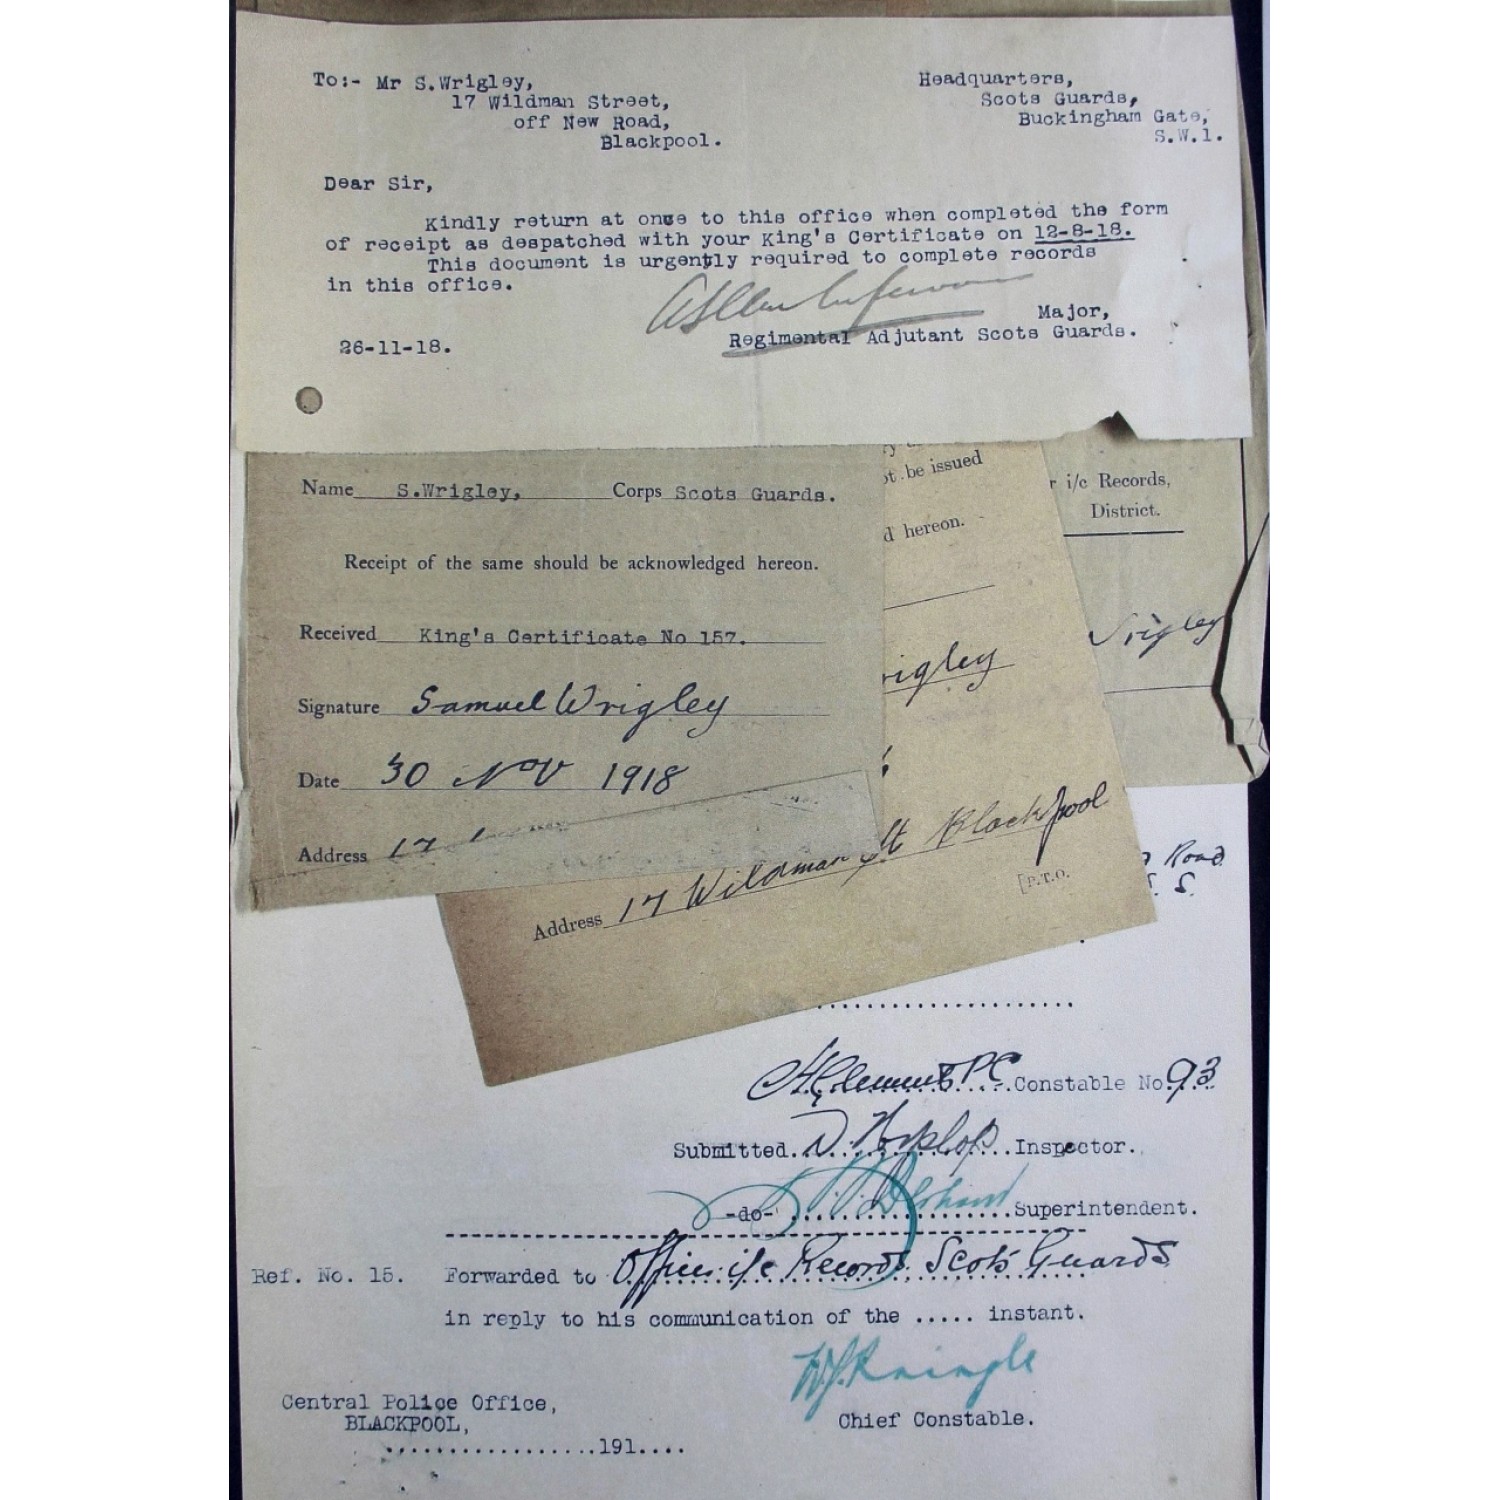 To:- Mr S.Wrigley,
17 Wildman Street,
off New Road,
Blackpool.
Headquarters,
Scots Guards,
Buckingham Gate,
S.W.1.
Dear Sir,
Kindly return at once to this office when completed the form
of receipt as despatched with your King's Certificate on 12-8-18.
This document is urgently required to complete records
in this office.
Major,
Regimental Adjutant Scots Guards.
26-11-18.
Name S.Wrigley, Corps Scots Guards.
Receipt of the same should be acknowledged hereon.
Received King's Certificate No 157.
Signature Samuel Wrigley
Date 30 Nov 1918
Address 17
be issued
d hereon.
rigley
Address 17 Wildman St Blackpool
[P.T.O.
r i/c Records,
District.
Wrigley
Road
S.
H Clements PC Constable No. 93
Submitted. Inspector.
-do- Superintendent.
Ref. No. 15. Forwarded to Officer i/c Records Scots Guards
in reply to his communication of the ..... instant.
Chief Constable.
Central Police Office,
BLACKPOOL,
.................191....